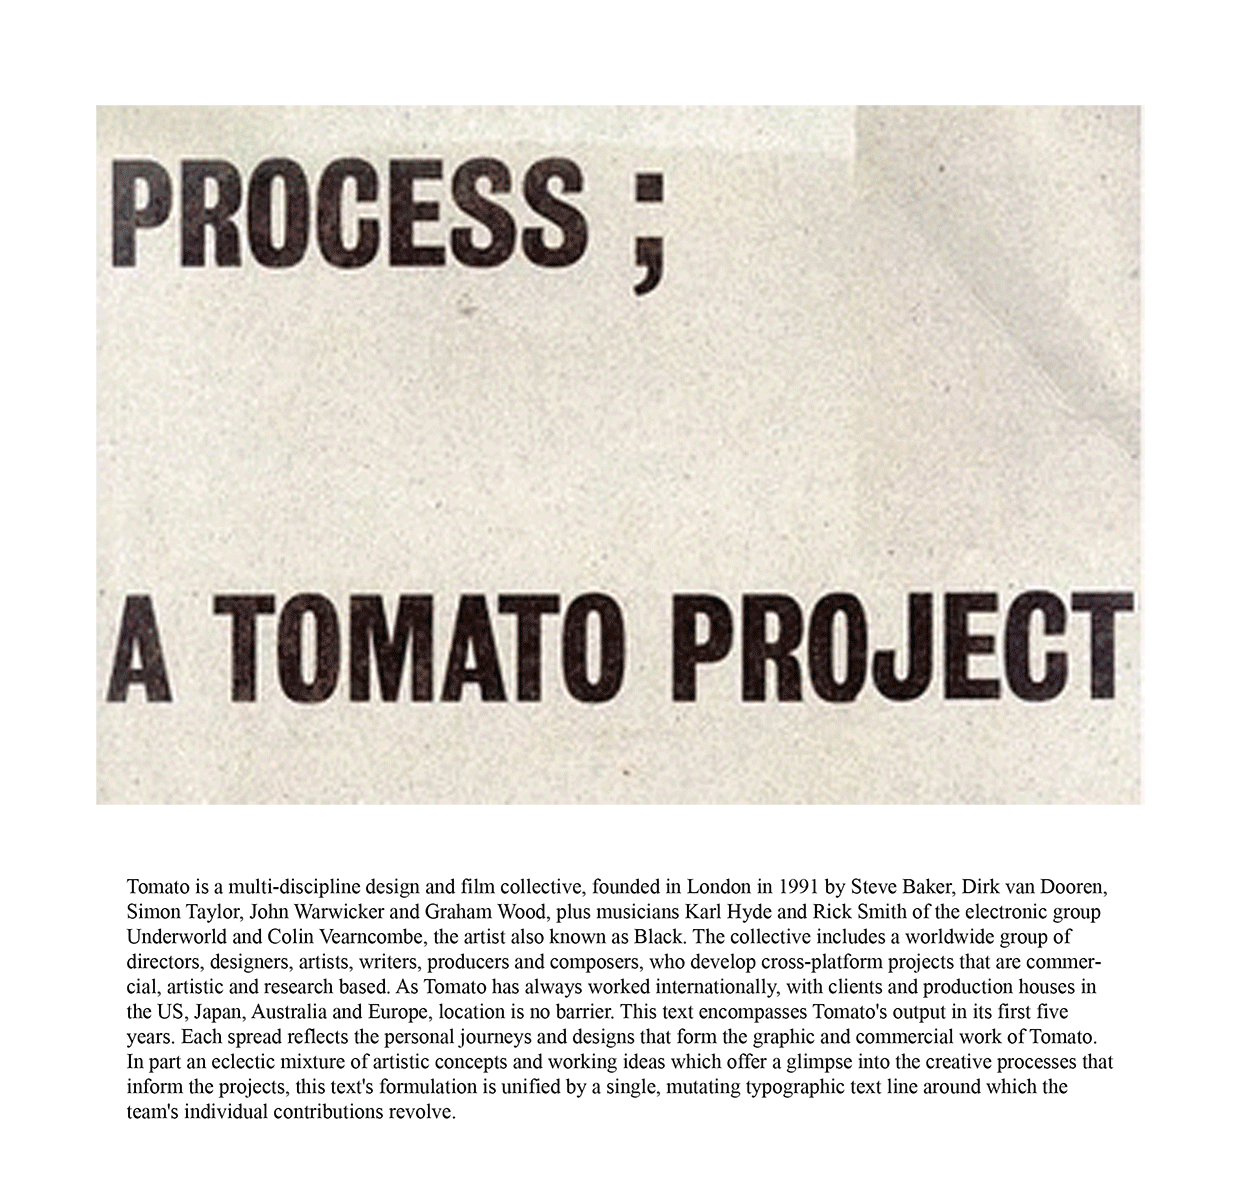 PROCESS ;
A TOMATO PROJECT
Tomato is a multi-discipline design and film collective, founded in London in 1991 by Steve Baker, Dirk van Dooren,
Simon Taylor, John Warwicker and Graham Wood, plus musicians Karl Hyde and Rick Smith of the electronic group
Underworld and Colin Vearncombe, the artist also known as Black. The collective includes a worldwide group of
directors, designers, artists, writers, producers and composers, who develop cross-platform projects that are commer-
cial, artistic and research based. As Tomato has always worked internationally, with clients and production houses in
the US, Japan, Australia and Europe, location is no barrier. This text encompasses Tomato's output in its first five
years. Each spread reflects the personal journeys and designs that form the graphic and commercial work of Tomato.
In part an eclectic mixture of artistic concepts and working ideas which offer a glimpse into the creative processes that
inform the projects, this text's formulation is unified by a single, mutating typographic text line around which the
team's individual contributions revolve.